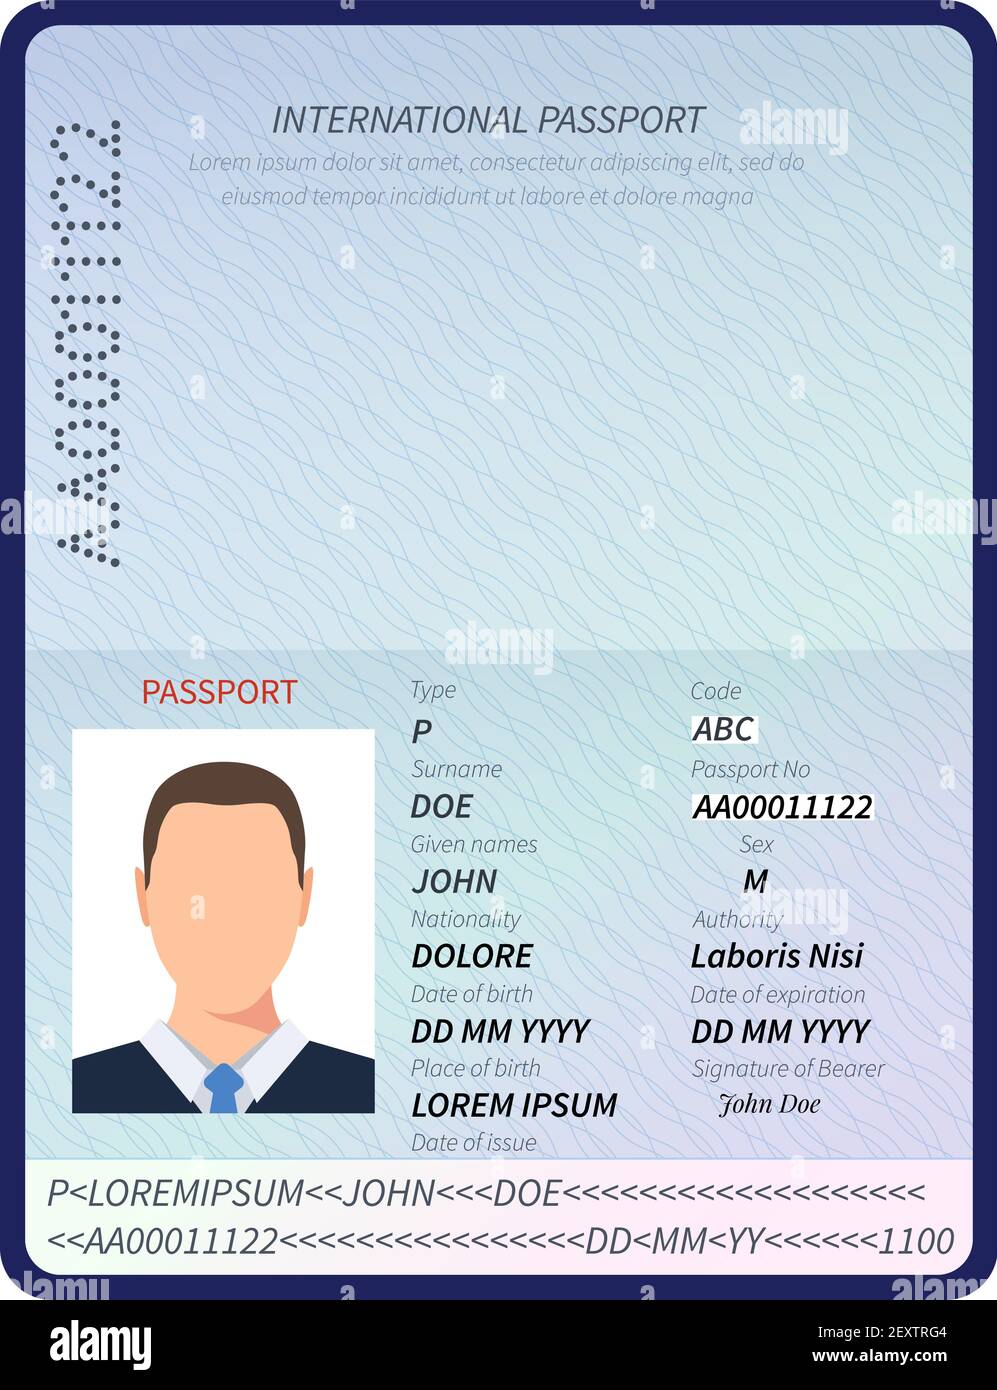 INTERNATIONAL PASSPORT
Lorem ipsum dolor sit amet, consectetur adipiscing elit, sed do
eiusmod tempor incididunt ut labore et dolore magna
AA00011122
PASSPORT
Type
P
Surname
DOE
Given names
JOHN
Nationality
DOLORE
Date of birth
DD MM YYYY
Place of birth
LOREM IPSUM
Date of issue
Code
ABC
Passport No
AA00011122
Sex
M
Authority
Laboris Nisi
Date of expiration
DD MM YYYY
Signature of Bearer
John Doe
P<LOREMIPSUM<<JOHN<<<DOE<<<<<<<<<<<<<<<<<<<
<<AA00011122<<<<<<<<<<<<<<<<DD<MM<YY<<<<<<1100
alamy
Image ID: 2EXTRG4
www.alamy.com